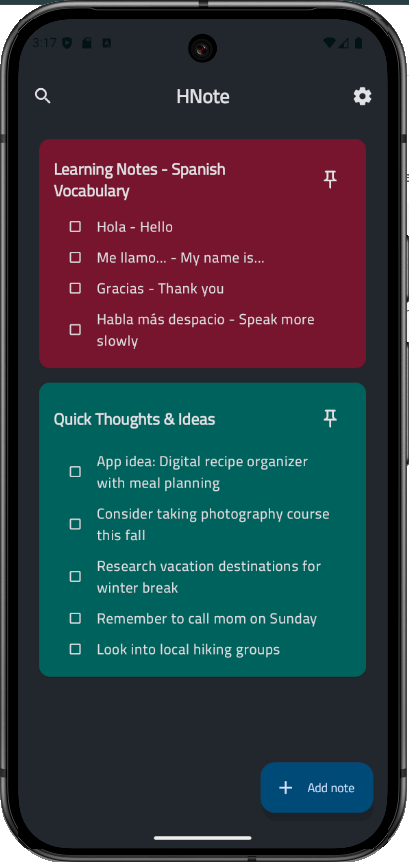 3:17
HNote
Learning Notes - Spanish
Vocabulary
Hola - Hello
Me llamo... - My name is...
Gracias - Thank you
Habla más despacio - Speak more
slowly
Quick Thoughts & Ideas
App idea: Digital recipe organizer
with meal planning
Consider taking photography course
this fall
Research vacation destinations for
winter break
Remember to call mom on Sunday
Look into local hiking groups
Add note